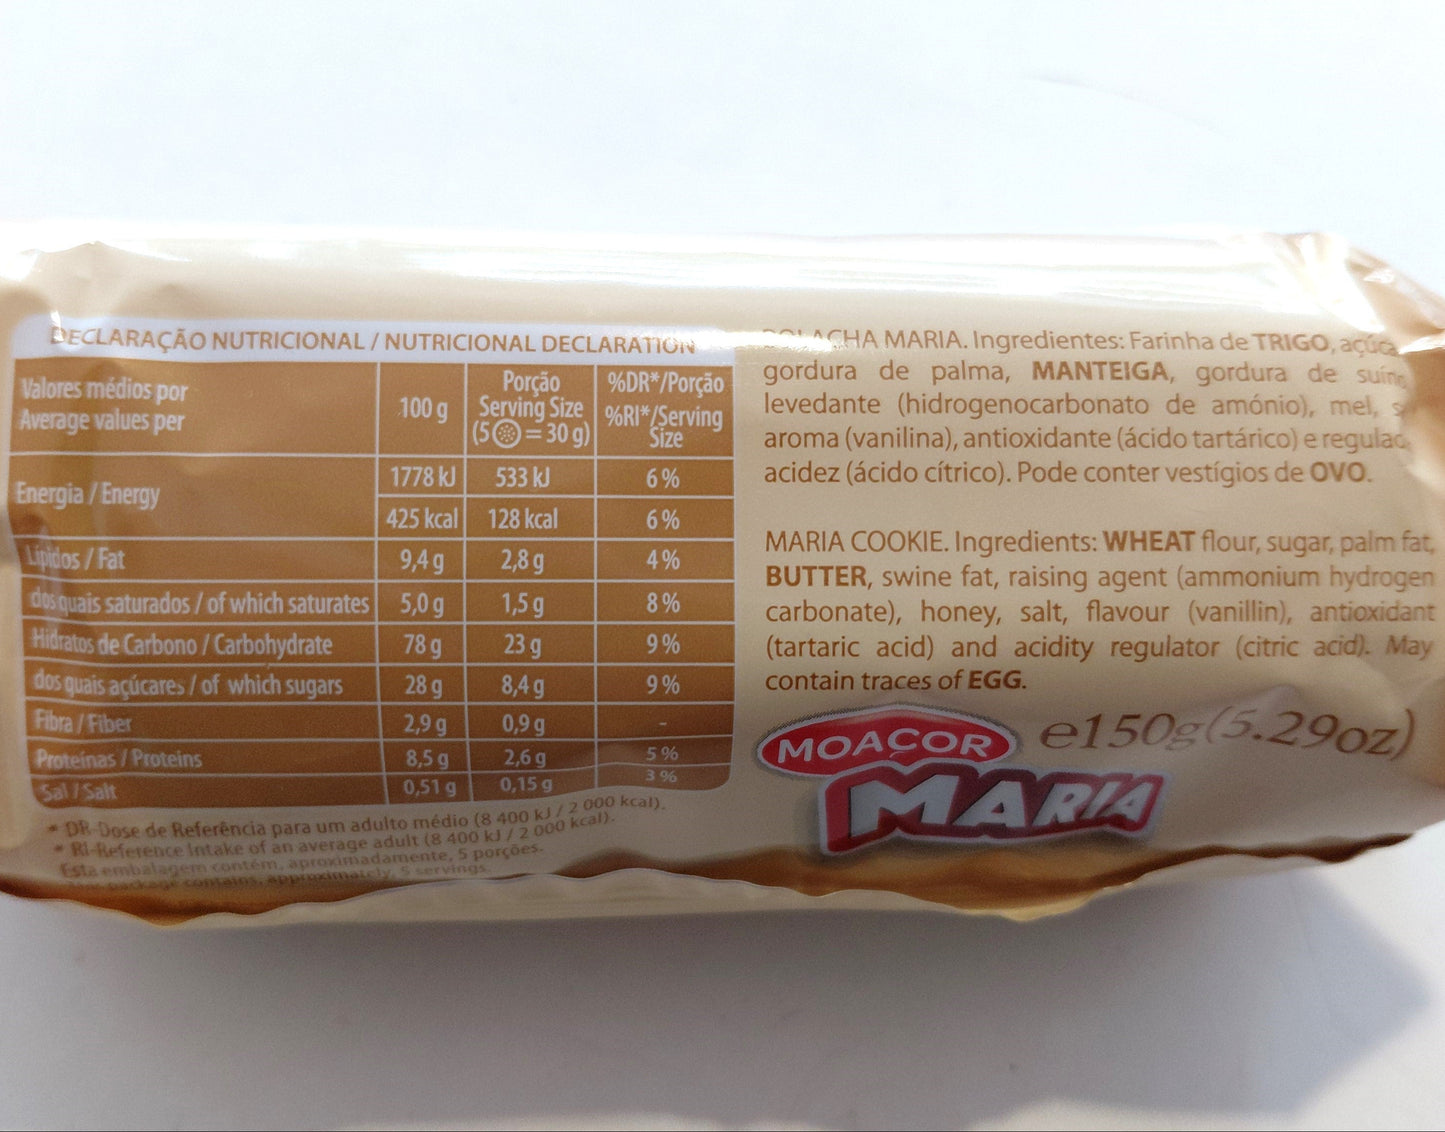 DECLARAÇÃO NUTRICIONAL / NUTRICIONAL DECLARATION
Valores médios por
Average values per
100 g
Porção
Serving Size
(5 = 30 g)
%DR*/Porção
%RI*/Serving
Size
Energia / Energy
1778 kJ 533 kJ 6 %
425 kcal 128 kcal 6 %
Lípidos / Fat 9,4 g 2,8 g 4 %
dos quais saturados / of which saturates 5,0 g 1,5 g 8 %
Hidratos de Carbono / Carbohydrate 78 g 23 g 9 %
dos quais açúcares / of which sugars 28 g 8,4 g 9 %
Fibra / Fiber 2,9 g 0,9 g -
Proteínas / Proteins 8,5 g 2,6 g 5 %
Sal / Salt 0,51 g 0,15 g 3 %
* DR-Dose de Referência para um adulto médio (8 400 kJ / 2 000 kcal).
* RI-Reference Intake of an average adult (8 400 kJ / 2 000 kcal).
Esta embalagem contém, aproximadamente, 5 porções.
package contains, approximately, 5 servings.
BOLACHA MARIA. Ingredientes: Farinha de TRIGO,
gordura de palma, MANTEIGA, gordura de
levedante (hidrogenocarbonato de amónio), mel,
aroma (vanilina), antioxidante (ácido tartárico) e
acidez (ácido cítrico). Pode conter vestígios de OVO.
MARIA COOKIE. Ingredients: WHEAT flour, sugar, palm fat,
BUTTER, swine fat, raising agent (ammonium hydrogen
carbonate), honey, salt, flavour (vanillin), antioxidant
(tartaric acid) and acidity regulator (citric acid). May
contain traces of EGG.
MOAÇOR
MARIA
e150g(5.29oz)